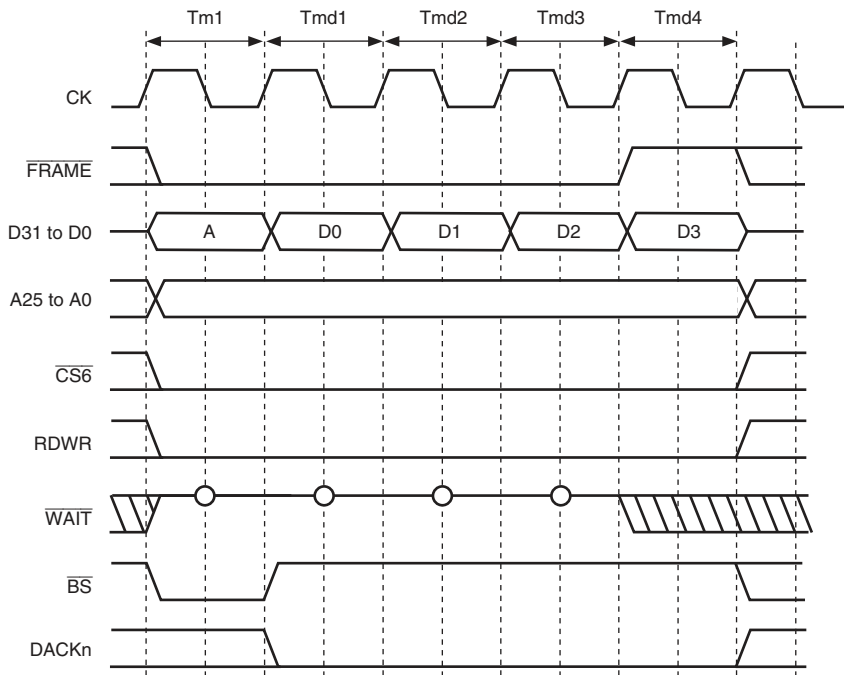 Tm1 Tmd1 Tmd2 Tmd3 Tmd4
CK
FRAME
D31 to D0 A D0 D1 D2 D3
A25 to A0
CS6
RDWR
WAIT
BS
DACKn